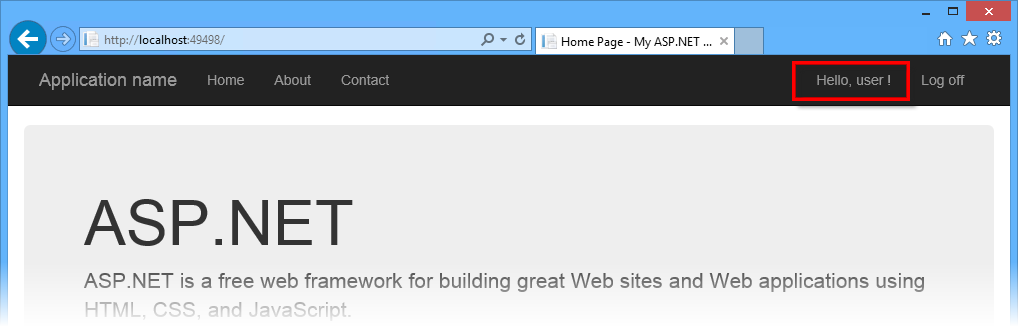 http://localhost:49498/
Home Page - My ASP.NET ...
Application name Home About Contact Hello, user ! Log off
ASP.NET
ASP.NET is a free web framework for building great Web sites and Web applications using
HTML, CSS, and JavaScript.